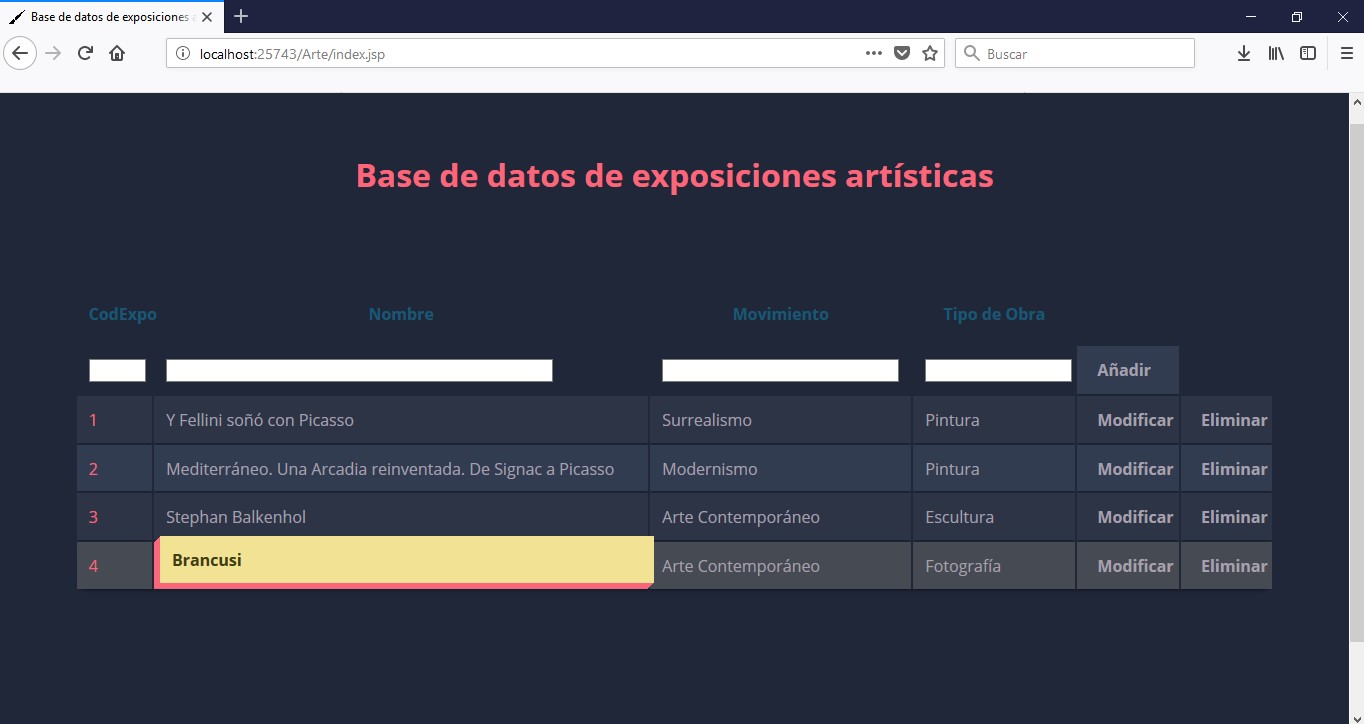 Base de datos de exposiciones
localhost:25743/Arte/index.jsp
Buscar
Base de datos de exposiciones artísticas
CodExpo Nombre Movimiento Tipo de Obra
Añadir
1 Y Fellini soñó con Picasso Surrealismo Pintura Modificar Eliminar
2 Mediterráneo. Una Arcadia reinventada. De Signac a Picasso Modernismo Pintura Modificar Eliminar
3 Stephan Balkenhol Arte Contemporáneo Escultura Modificar Eliminar
4 Brancusi Arte Contemporáneo Fotografía Modificar Eliminar